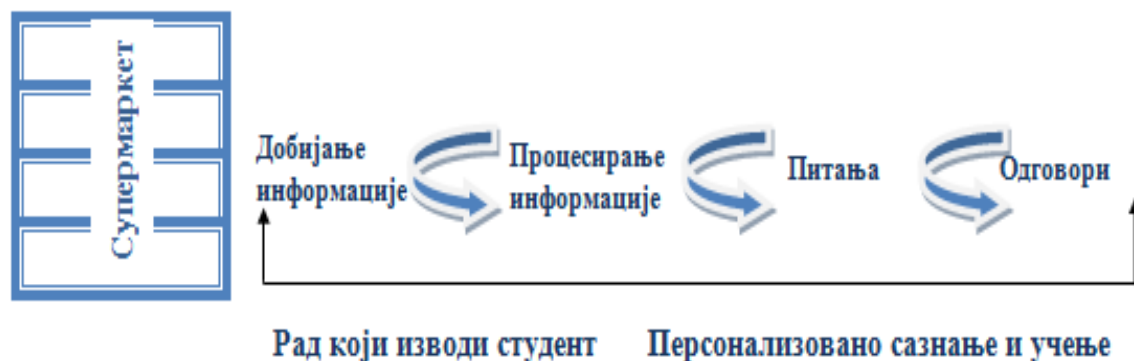 Супермаркет
Добијање
информације
Процесирање
информације
Питања
Одговори
Рад који изводи студент
Персонализовано сазнање и учење